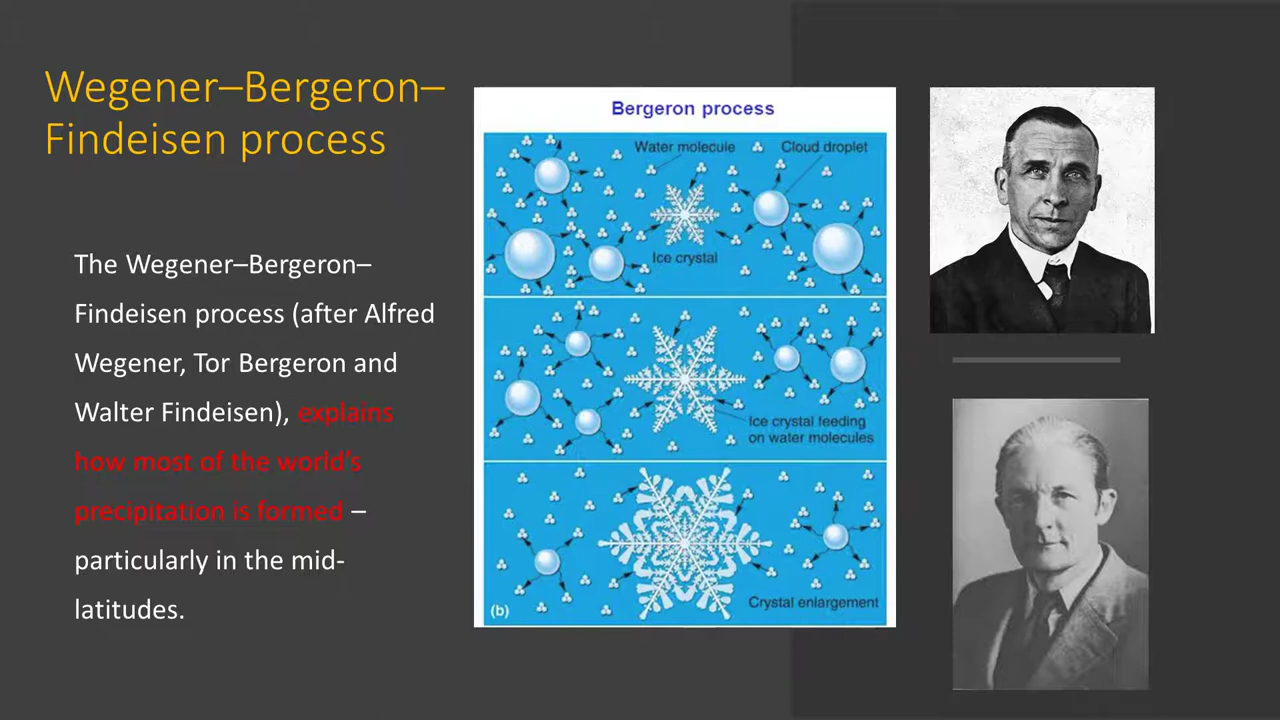 Wegener–Bergeron–
Findeisen process
The Wegener–Bergeron–
Findeisen process (after Alfred
Wegener, Tor Bergeron and
Walter Findeisen), explains
how most of the world's
precipitation is formed –
particularly in the mid-
latitudes.
Bergeron process
Water molecule
Cloud droplet
Ice crystal
Ice crystal feeding
on water molecules
Crystal enlargement
(b)